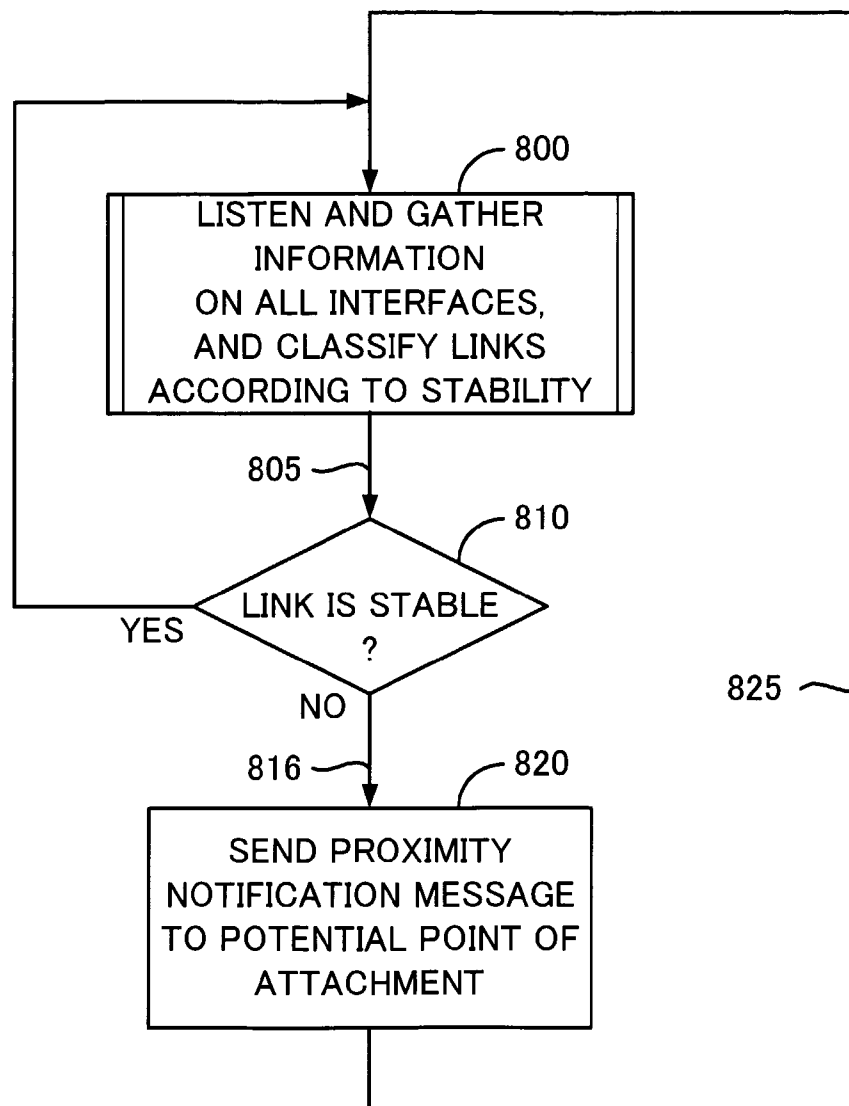 800
LISTEN AND GATHER
INFORMATION
ON ALL INTERFACES,
AND CLASSIFY LINKS
ACCORDING TO STABILITY
805
810
LINK IS STABLE
?
YES
NO
825
816
820
SEND PROXIMITY
NOTIFICATION MESSAGE
TO POTENTIAL POINT OF
ATTACHMENT